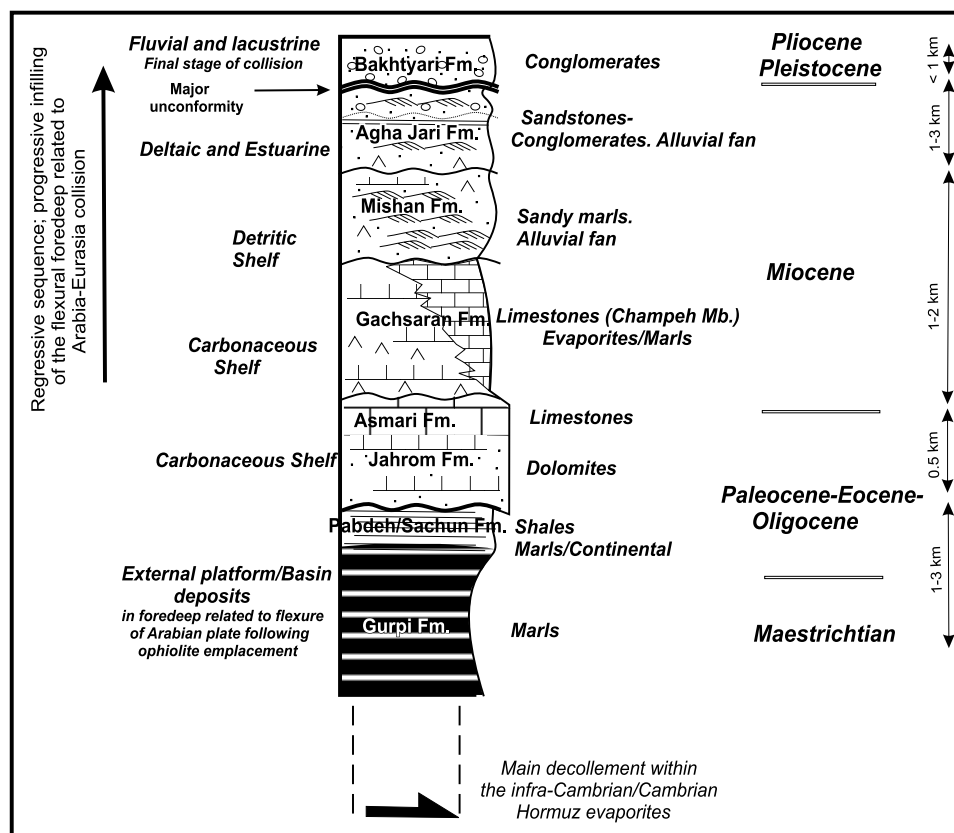 Regressive sequence; progressive infilling
of the flexural foredeep related to
Arabia-Eurasia collision
Fluvial and lacustrine
Final stage of collision
Major
unconformity
Deltaic and Estuarine
Detritic
Shelf
Carbonaceous
Shelf
Carbonaceous Shelf
External platform/Basin
deposits
in foredeep related to flexure
of Arabian plate following
ophiolite emplacement
Bakhtyari Fm.
Agha Jari Fm.
Mishan Fm.
Gachsaran Fm.
Asmari Fm.
Jahrom Fm.
Pabdeh/Sachun Fm.
Gurpi Fm.
Conglomerates
Sandstones-
Conglomerates. Alluvial fan
Sandy marls.
Alluvial fan
Limestones (Champeh Mb.)
Evaporites/Marls
Limestones
Dolomites
Shales
Marls/Continental
Marls
Pliocene
Pleistocene
Miocene
Paleocene-Eocene-
Oligocene
Maestrichtian
< 1 km
1-3 km
1-2 km
0.5 km
1-3 km
Main decollement within
the infra-Cambrian/Cambrian
Hormuz evaporites